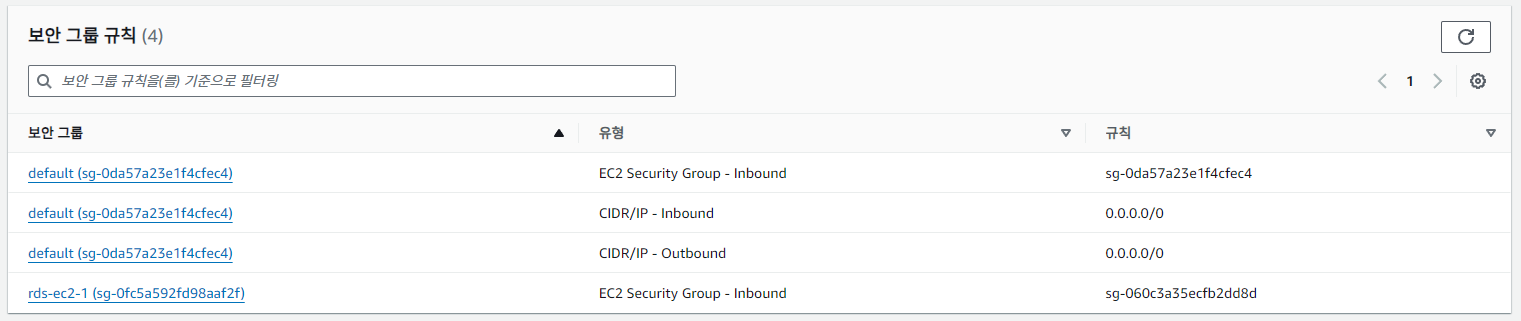 보안 그룹 규칙 (4)
보안 그룹 규칙을(를) 기준으로 필터링
1
보안 그룹 유형 규칙
default (sg-0da57a23e1f4cfec4) EC2 Security Group - Inbound sg-0da57a23e1f4cfec4
default (sg-0da57a23e1f4cfec4) CIDR/IP - Inbound 0.0.0.0/0
default (sg-0da57a23e1f4cfec4) CIDR/IP - Outbound 0.0.0.0/0
rds-ec2-1 (sg-0fc5a592fd98aaf2f) EC2 Security Group - Inbound sg-060c3a35ecfb2dd8d